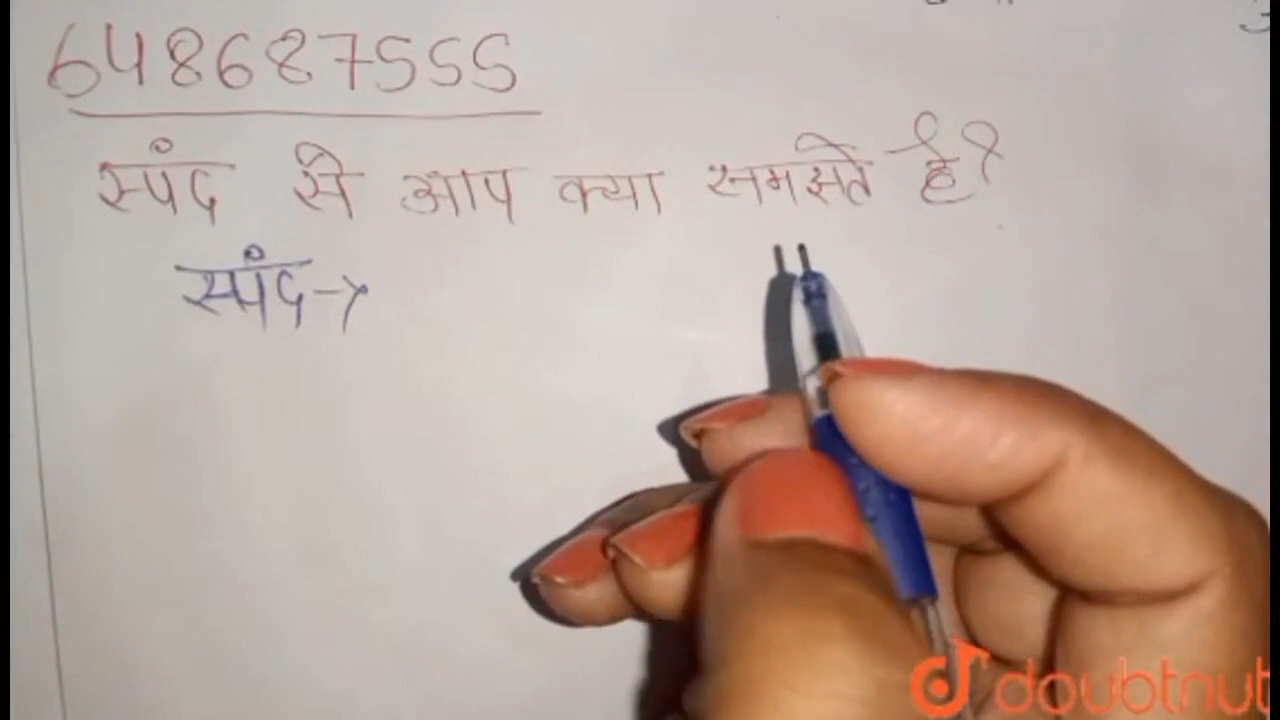 648687555
स्पंद से आप क्या समझते है?
स्पंद→
doubtnut